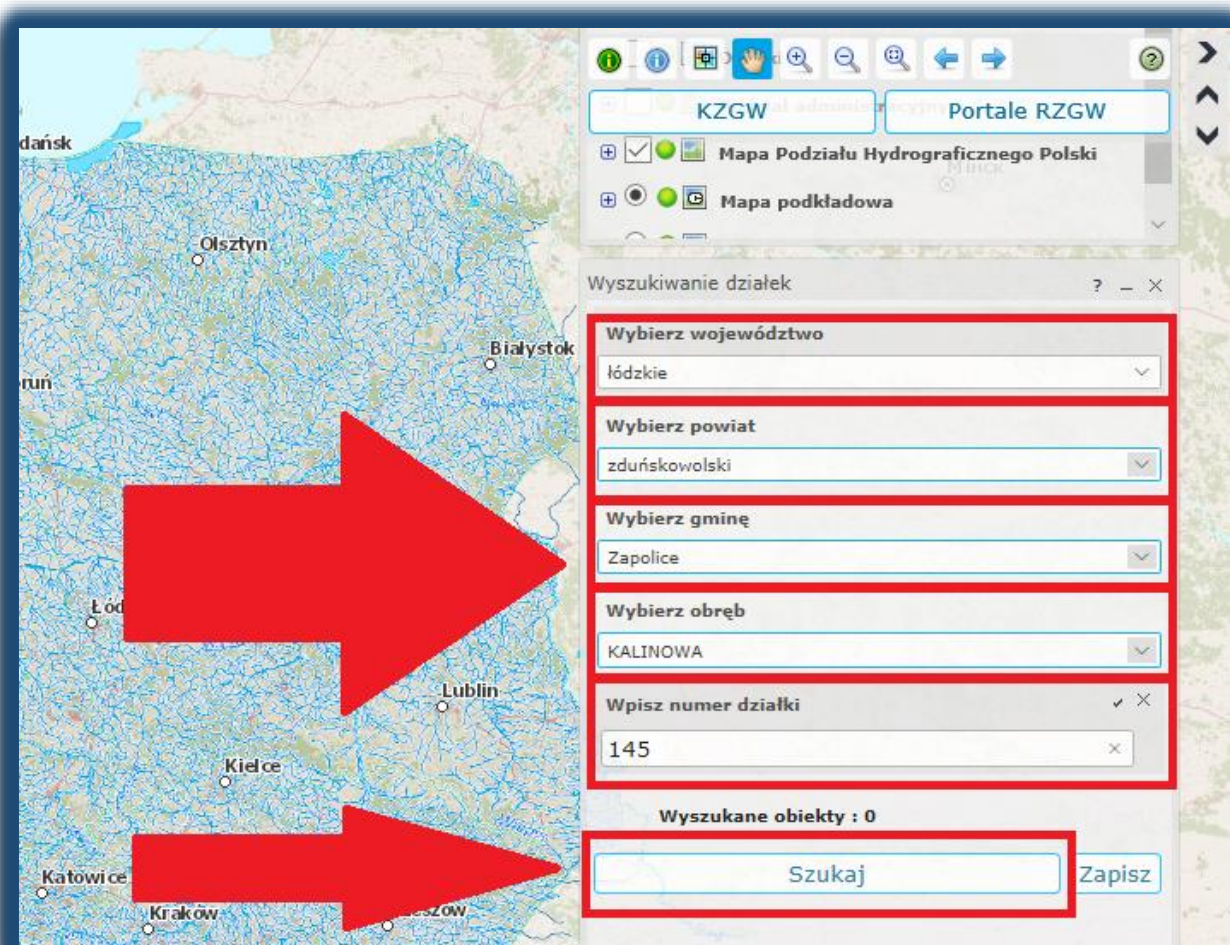 dańsk
Olsztyn
Białystok
ruń
Łód
Lublin
Kielce
Katowice
Kraków
eszów
KZGW
Portale RZGW
Mapa Podziału Hydrograficznego Polski
Mapa podkładowa
Wyszukiwanie działek
?
Wybierz województwo
łódzkie
Wybierz powiat
zduńskowolski
Wybierz gminę
Zapolice
Wybierz obręb
KALINOWA
Wpisz numer działki
145
Wyszukane obiekty : 0
Szukaj
Zapisz